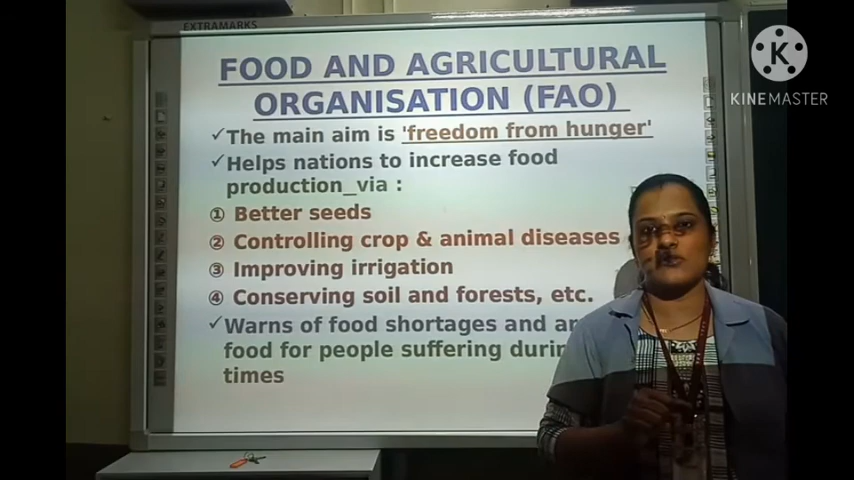 EXTRAMARKS
FOOD AND AGRICULTURAL
ORGANISATION (FAO)
✓The main aim is 'freedom from hunger'
✓Helps nations to increase food
production_via :
① Better seeds
② Controlling crop & animal diseases
③ Improving irrigation
④ Conserving soil and forests, etc.
✓Warns of food shortages and
food for people suffering
times
K
KINEMASTER